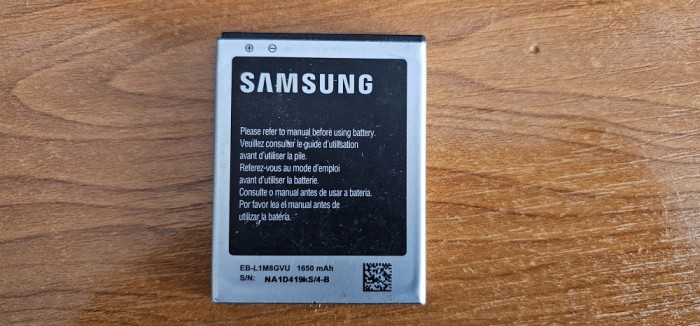 ⊕ ⊖
SAMSUNG
Please refer to manual before using battery.
Veuillez consulter le guide d'utilisation
avant d'utiliser la pile.
Referez-vous au mode d'emploi
avant d'utiliser la batterie.
Consulte o manual antes de usar a bateria.
Por favor lea el manual antes de
utilizar la batéria.
EB-L1M8GVU 1650 mAh
S/N: NA1D419kS/4-B